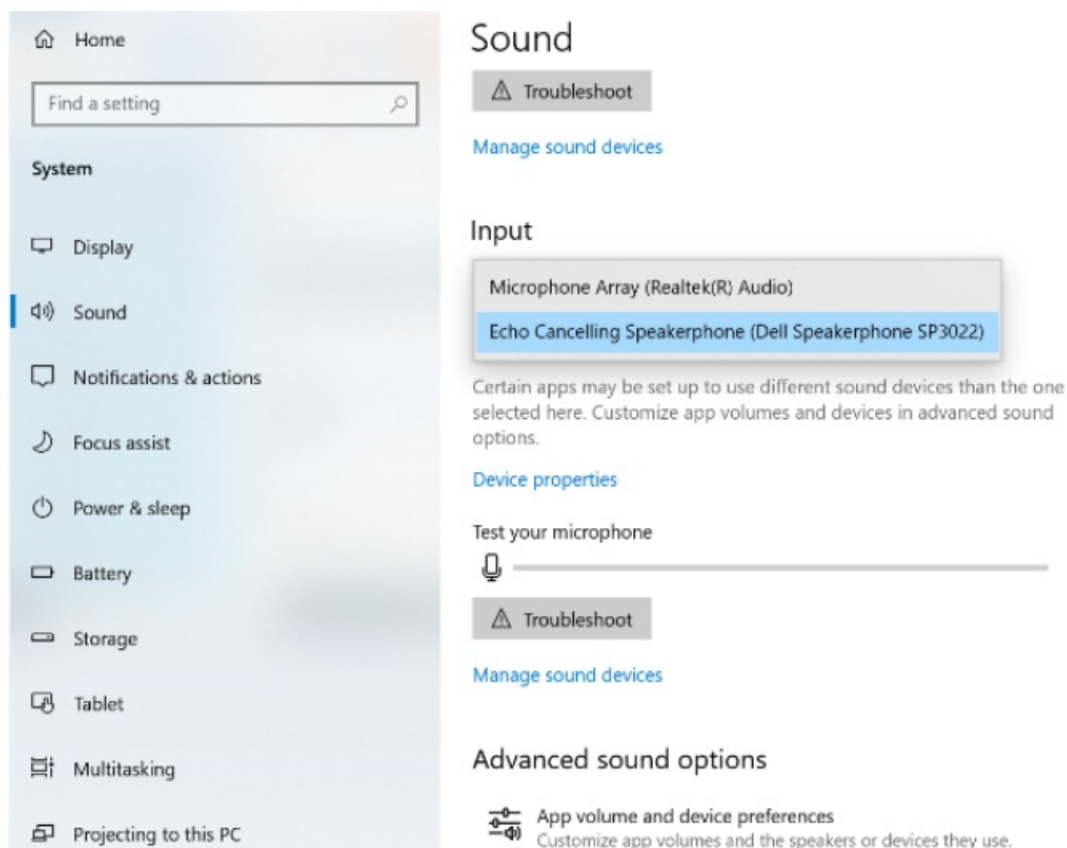 Home
Find a setting
System
Display
Sound
Notifications & actions
Focus assist
Power & sleep
Battery
Storage
Tablet
Multitasking
Projecting to this PC
Sound
Troubleshoot
Manage sound devices
Input
Microphone Array (Realtek(R) Audio)
Echo Cancelling Speakerphone (Dell Speakerphone SP3022)
Certain apps may be set up to use different sound devices than the one
selected here. Customize app volumes and devices in advanced sound
options.
Device properties
Test your microphone
Troubleshoot
Manage sound devices
Advanced sound options
App volume and device preferences
Customize app volumes and the speakers or devices they use.